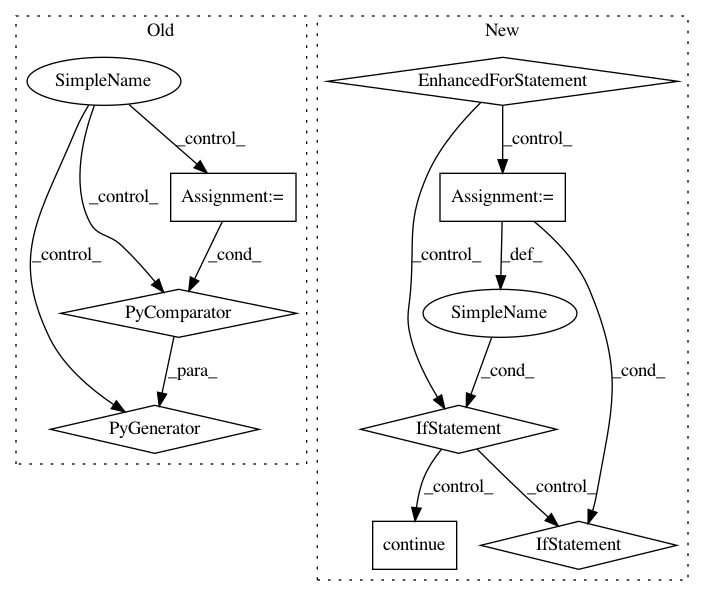 Old
New
SimpleName
EnhancedForStatement
_control_
_control_
Assignment:=
Assignment:=
_control_
_control_
_control_
_cond_
_def_
PyComparator
SimpleName
_para_
_cond_
_cond_
PyGenerator
IfStatement
_control_
_control_
continue
IfStatement